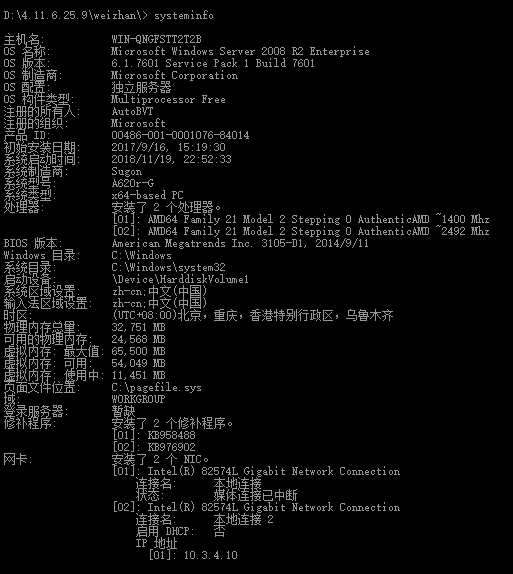 D:\4.11.6.25.9\weizhan\> systeminfo
主机名:           WIN-QNGFSTT2T2B
OS 名称:          Microsoft Windows Server 2008 R2 Enterprise
OS 版本:          6.1.7601 Service Pack 1 Build 7601
OS 制造商:        Microsoft Corporation
OS 配置:          独立服务器
OS 构件类型:      Multiprocessor Free
注册的所有人:     AutoBVT
注册的组织:       Microsoft
产品 ID:          00486-001-0001076-84014
初始安装日期:     2017/9/16, 15:19:30
系统启动时间:     2018/11/19, 22:52:33
系统制造商:       Sugon
系统型号:         A620r-G
系统类型:         x64-based PC
处理器:           安装了 2 个处理器。
[01]: AMD64 Family 21 Model 2 Stepping 0 AuthenticAMD ~1400 Mhz
[02]: AMD64 Family 21 Model 2 Stepping 0 AuthenticAMD ~2492 Mhz
BIOS 版本:        American Megatrends Inc. 3105-D1, 2014/9/11
Windows 目录:     C:\Windows
系统目录:         C:\Windows\system32
启动设备:         \Device\HarddiskVolume1
系统区域设置:     zh-cn;中文(中国)
输入法区域设置:   zh-cn;中文(中国)
时区:             (UTC+08:00)北京，重庆，香港特别行政区，乌鲁木齐
物理内存总量:     32,751 MB
可用的物理内存:   24,568 MB
虚拟内存: 最大值: 65,500 MB
虚拟内存: 可用:   54,049 MB
虚拟内存: 使用中: 11,451 MB
页面文件位置:     C:\pagefile.sys
域:               WORKGROUP
登录服务器:       暂缺
修补程序:         安装了 2 个修补程序。
[01]: KB958488
[02]: KB976902
网卡:             安装了 2 个 NIC。
[01]: Intel(R) 82574L Gigabit Network Connection
连接名:      本地连接
状态:        媒体连接已中断
[02]: Intel(R) 82574L Gigabit Network Connection
连接名:      本地连接 2
启用 DHCP:   否
IP 地址
[01]: 10.3.4.10